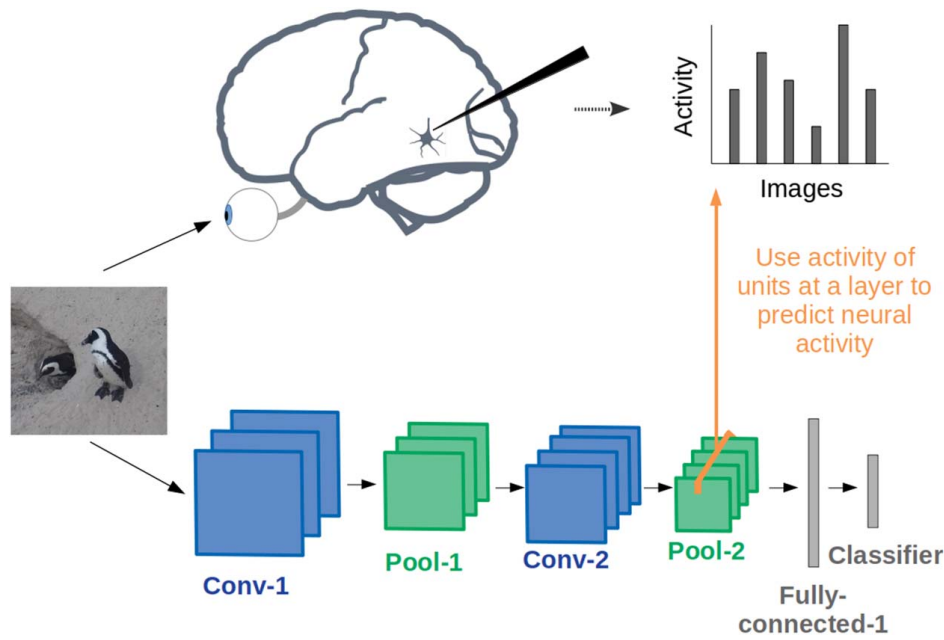 Activity
Images
Use activity of
units at a layer to
predict neural
activity
Conv-1
Pool-1
Conv-2
Pool-2
Classifier
Fully-
connected-1